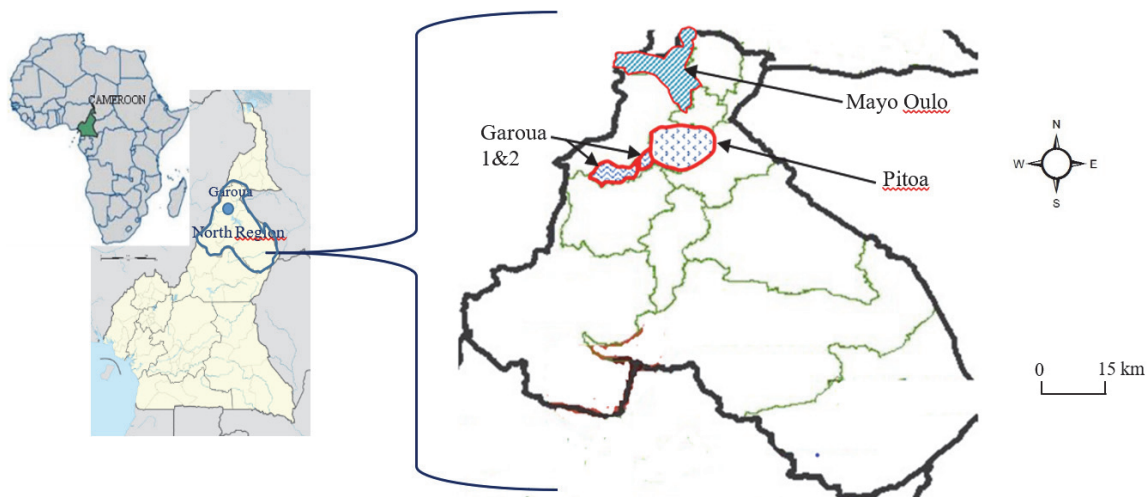 CAMEROON
Garoua
North Region
Mayo Oulo
Garoua
1&2
Pitoa
N
W
E
S
0 15 km